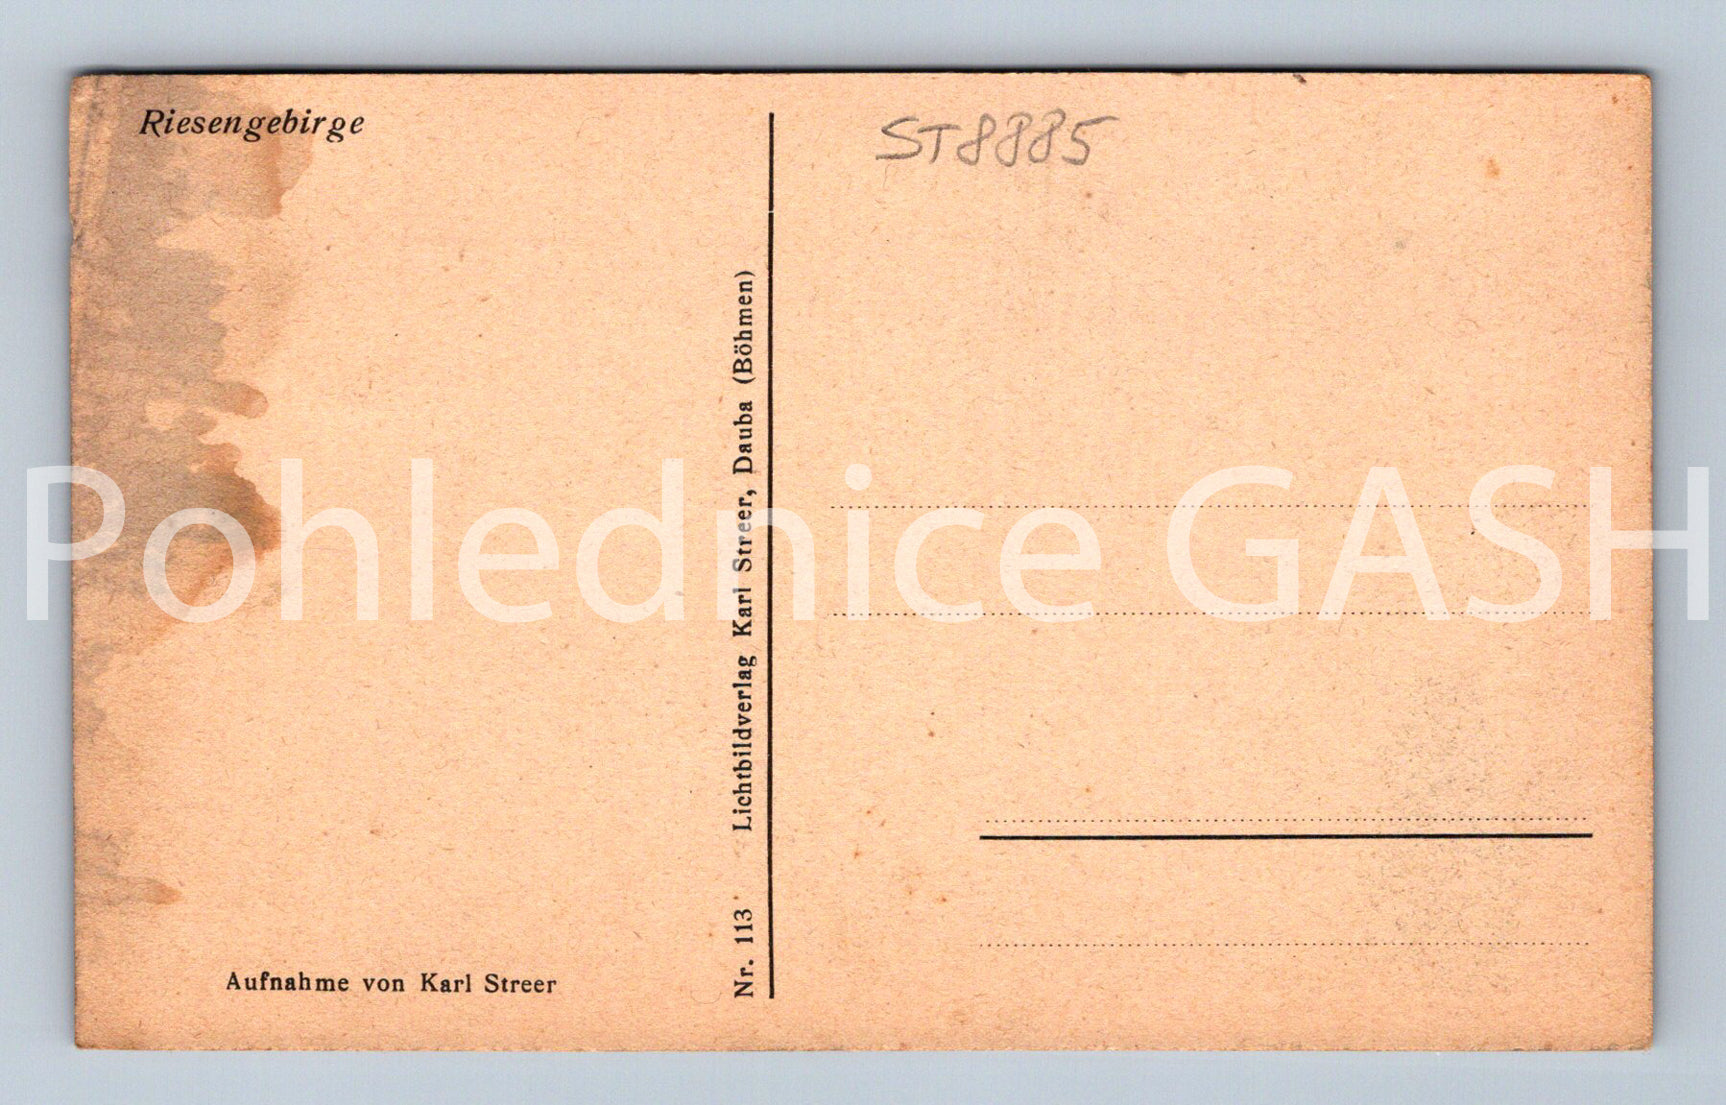 Riesengebirge
ST8885
Nr. 113 Lichtbildverlag Karl Streer, Dauba (Böhmen)
Pohlednice GASH
Aufnahme von Karl Streer